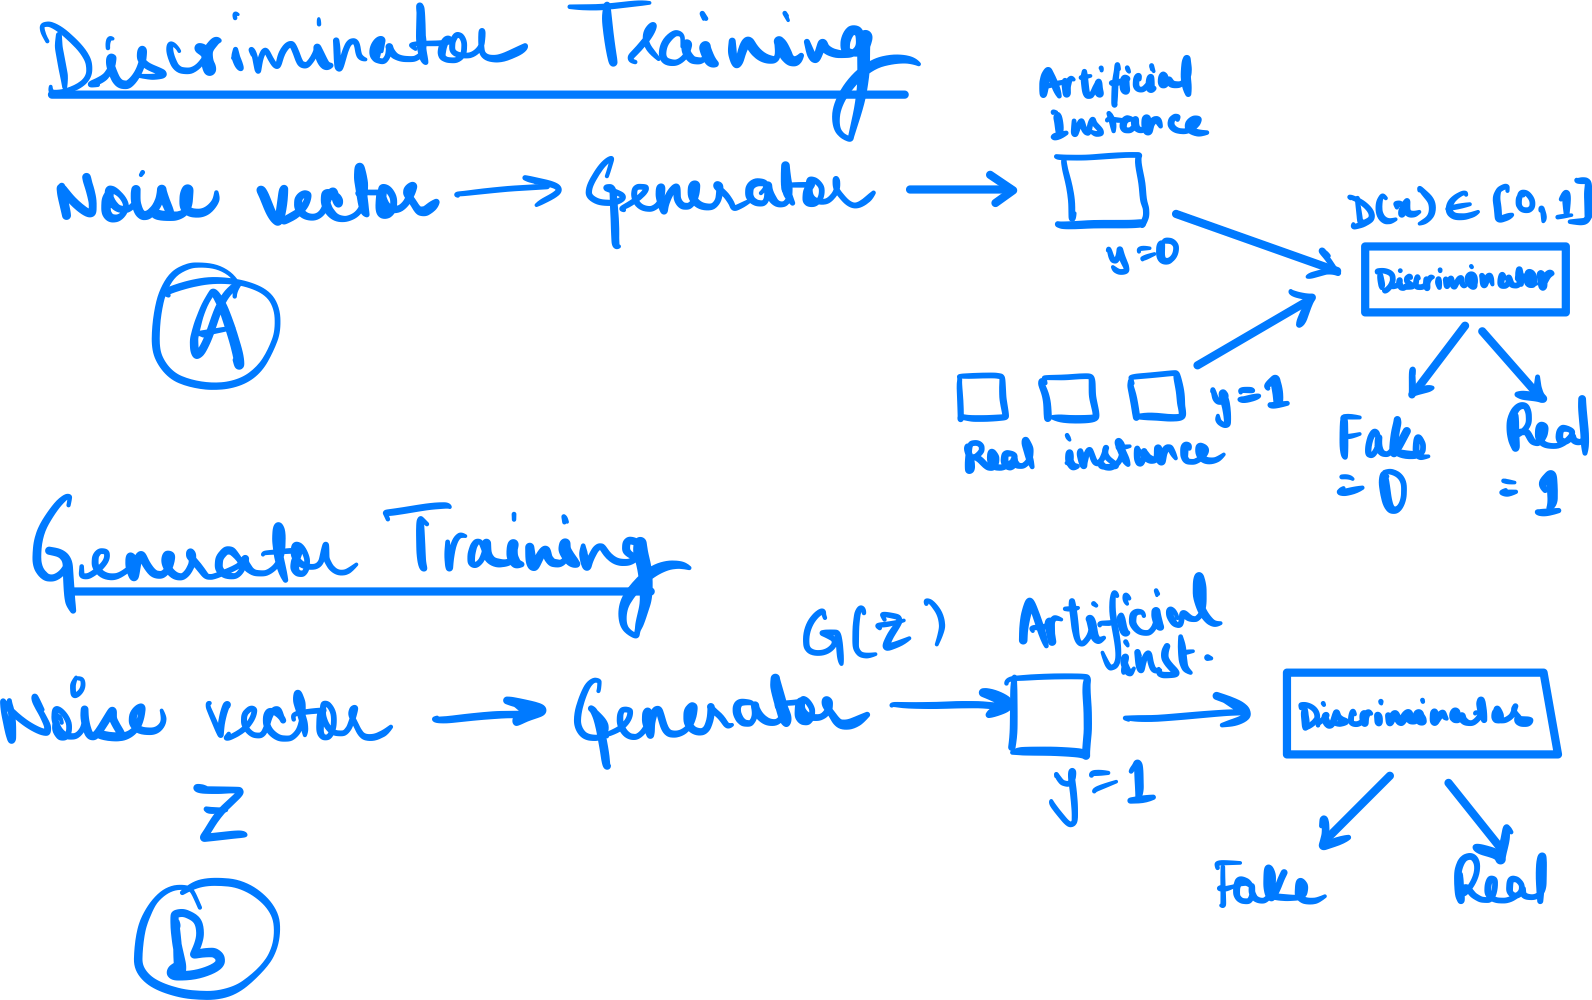 Discriminator Training
Artificial
Instance
Noise vector → Generator →
D(x) ∈ [0, 1]
y=0
Discriminator
A
y=1
Real instance
Fake
= 0
Real
= 1
Generator Training
G(z)
Artificial
inst.
Noise vector → Generator →
Z
y=1
Discriminator
Fake
Real
B